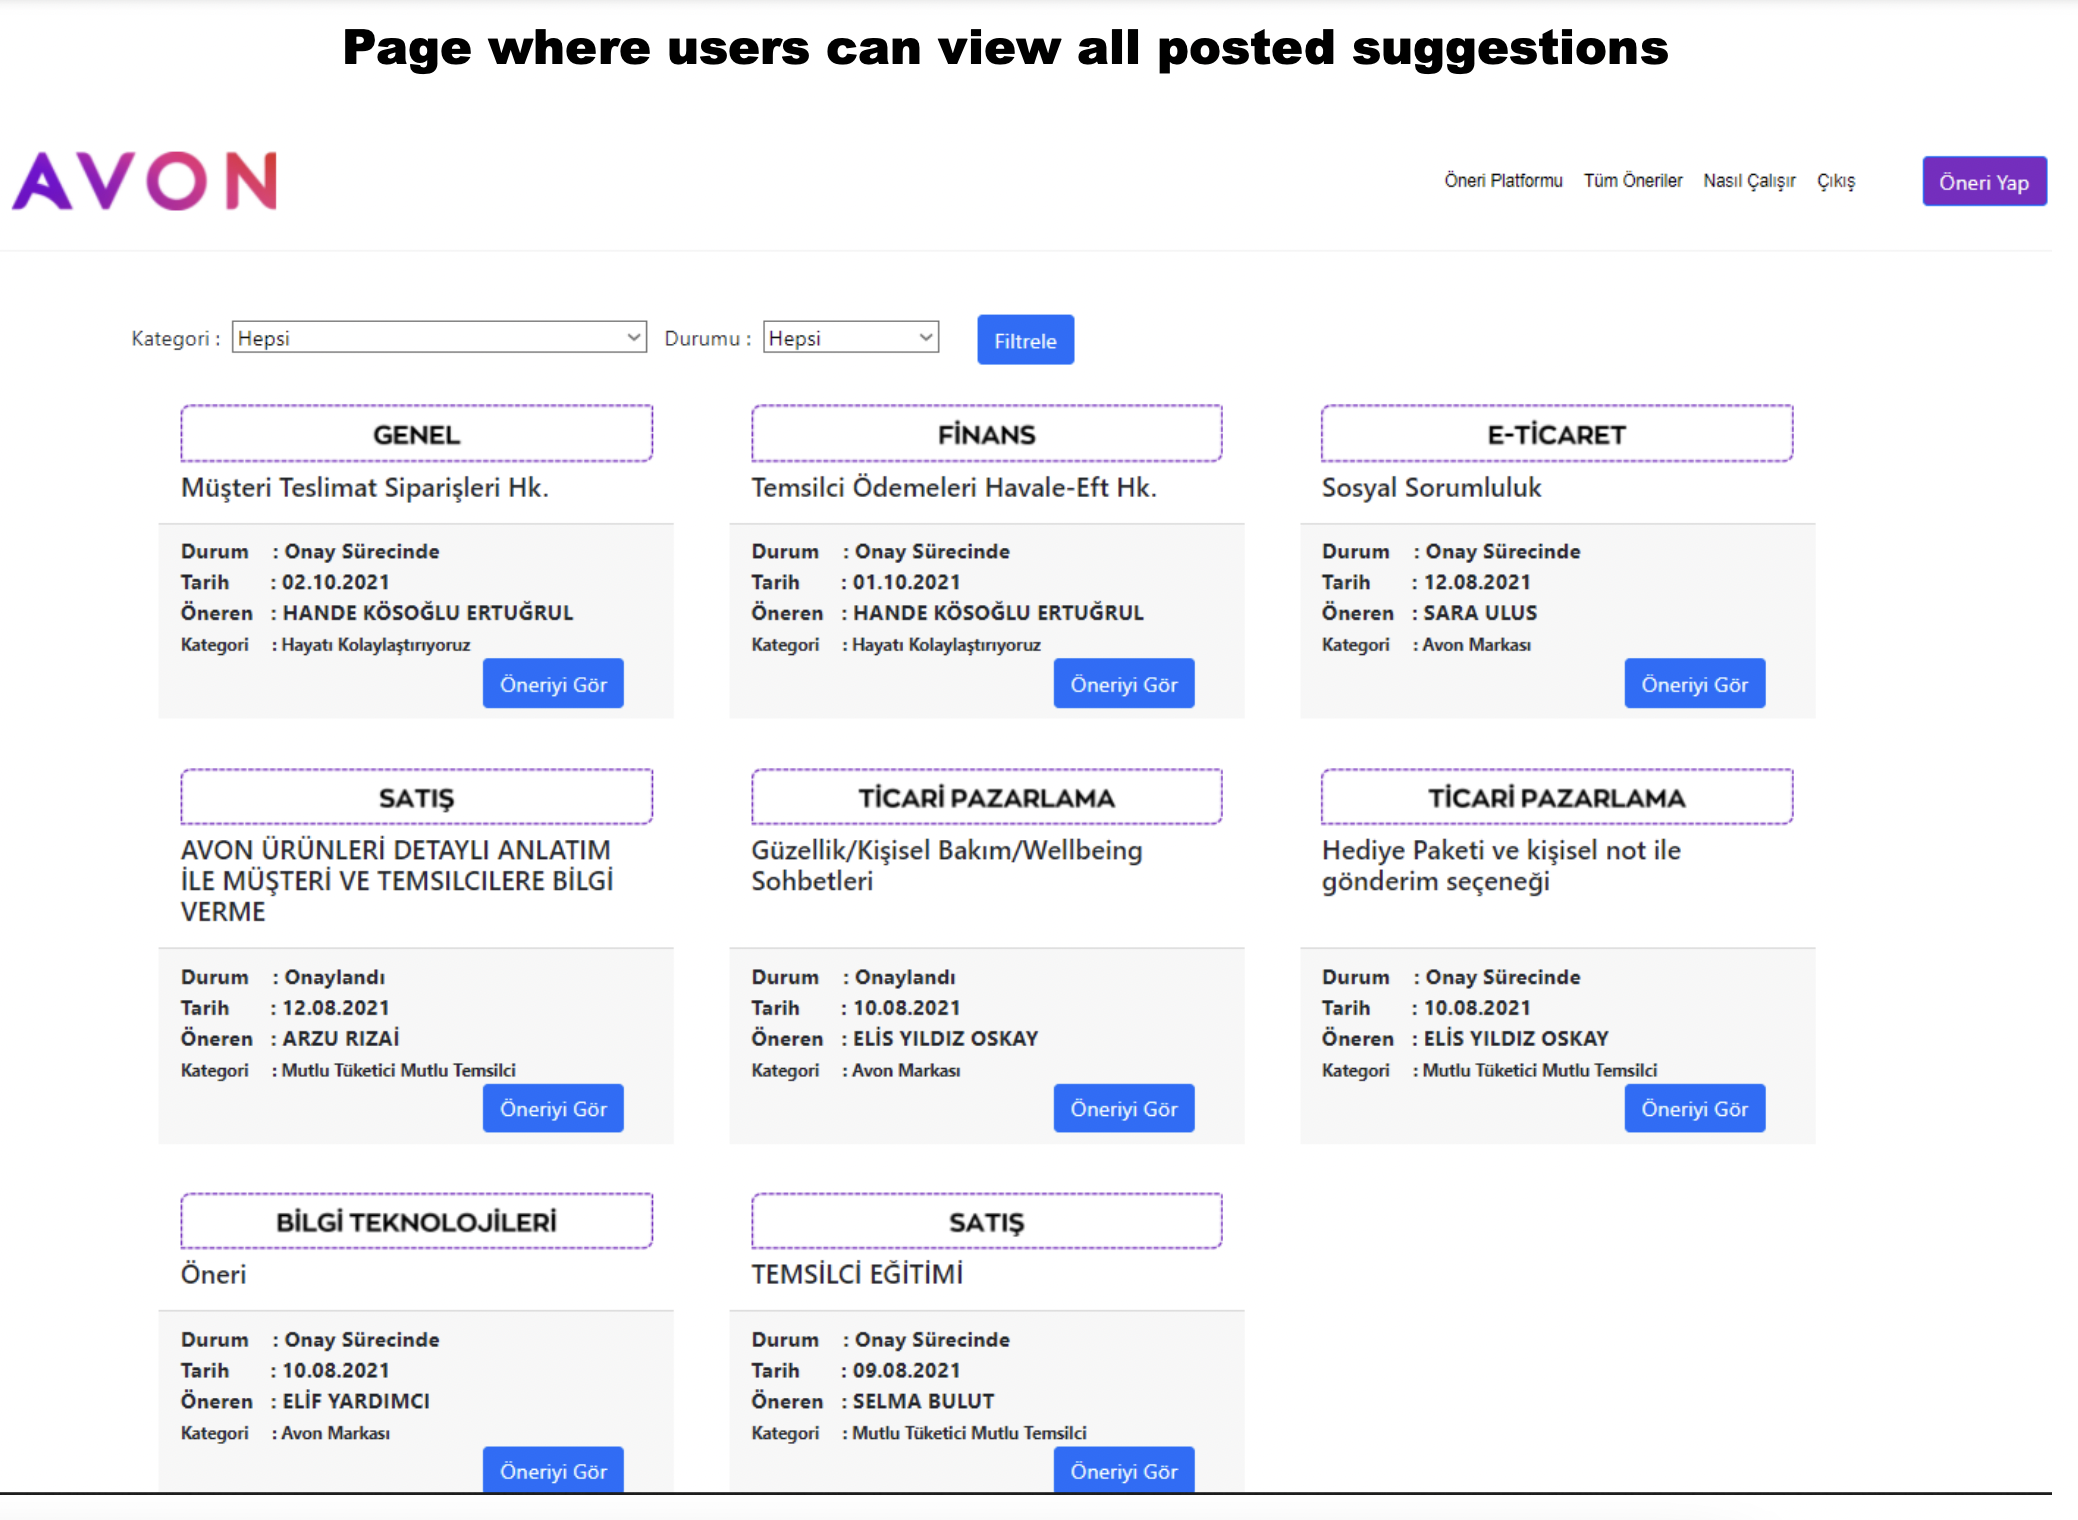 Page where users can view all posted suggestions
AVON
Öneri Platformu Tüm Öneriler Nasıl Çalışır Çıkış Öneri Yap
Kategori : Hepsi Durumu : Hepsi Filtrele
GENEL
Müşteri Teslimat Siparişleri Hk.
Durum : Onay Sürecinde
Tarih : 02.10.2021
Öneren : HANDE KÖSOĞLU ERTUĞRUL
Kategori : Hayatı Kolaylaştırıyoruz
Öneriyi Gör
FİNANS
Temsilci Ödemeleri Havale-Eft Hk.
Durum : Onay Sürecinde
Tarih : 01.10.2021
Öneren : HANDE KÖSOĞLU ERTUĞRUL
Kategori : Hayatı Kolaylaştırıyoruz
Öneriyi Gör
E-TİCARET
Sosyal Sorumluluk
Durum : Onay Sürecinde
Tarih : 12.08.2021
Öneren : SARA ULUS
Kategori : Avon Markası
Öneriyi Gör
SATIŞ
AVON ÜRÜNLERİ DETAYLI ANLATIM
İLE MÜŞTERİ VE TEMSILCILERE BİLGİ
VERME
Durum : Onaylandı
Tarih : 12.08.2021
Öneren : ARZU RIZAİ
Kategori : Mutlu Tüketici Mutlu Temsilci
Öneriyi Gör
TİCARİ PAZARLAMA
Güzellik/Kişisel Bakım/Wellbeing
Sohbetleri
Durum : Onaylandı
Tarih : 10.08.2021
Öneren : ELİS YILDIZ OSKAY
Kategori : Avon Markası
Öneriyi Gör
TİCARİ PAZARLAMA
Hediye Paketi ve kişisel not ile
gönderim seçeneği
Durum : Onay Sürecinde
Tarih : 10.08.2021
Öneren : ELİS YILDIZ OSKAY
Kategori : Mutlu Tüketici Mutlu Temsilci
Öneriyi Gör
BİLGİ TEKNOLOJİLERİ
Öneri
Durum : Onay Sürecinde
Tarih : 10.08.2021
Öneren : ELİF YARDIMCI
Kategori : Avon Markası
Öneriyi Gör
SATIŞ
TEMSİLCİ EĞİTİMİ
Durum : Onay Sürecinde
Tarih : 09.08.2021
Öneren : SELMA BULUT
Kategori : Mutlu Tüketici Mutlu Temsilci
Öneriyi Gör